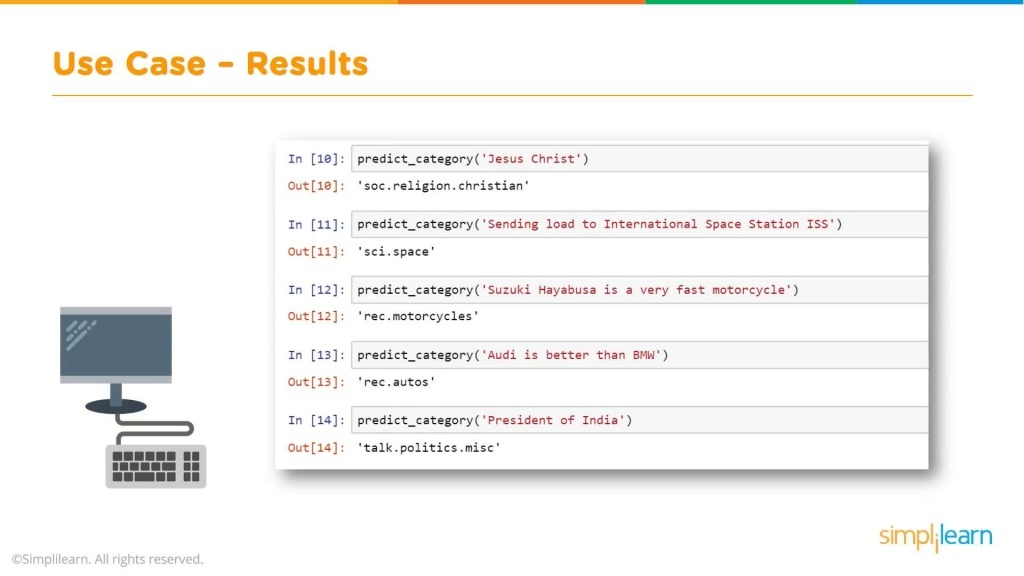 Use Case – Results
In [10]: predict_category('Jesus Christ')
Out[10]: 'soc.religion.christian'
In [11]: predict_category('Sending load to International Space Station ISS')
Out[11]: 'sci.space'
In [12]: predict_category('Suzuki Hayabusa is a very fast motorcycle')
Out[12]: 'rec.motorcycles'
In [13]: predict_category('Audi is better than BMW')
Out[13]: 'rec.autos'
In [14]: predict_category('President of India')
Out[14]: 'talk.politics.misc'
simplilearn
©Simplilearn. All rights reserved.